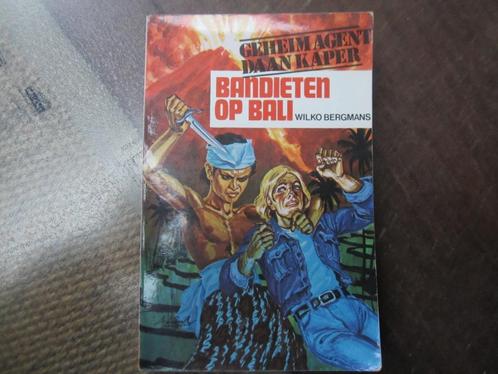 GEHEIM AGENT
DAAN KAPER
BANDIETEN
OP BALI
WILKO BERGMANS